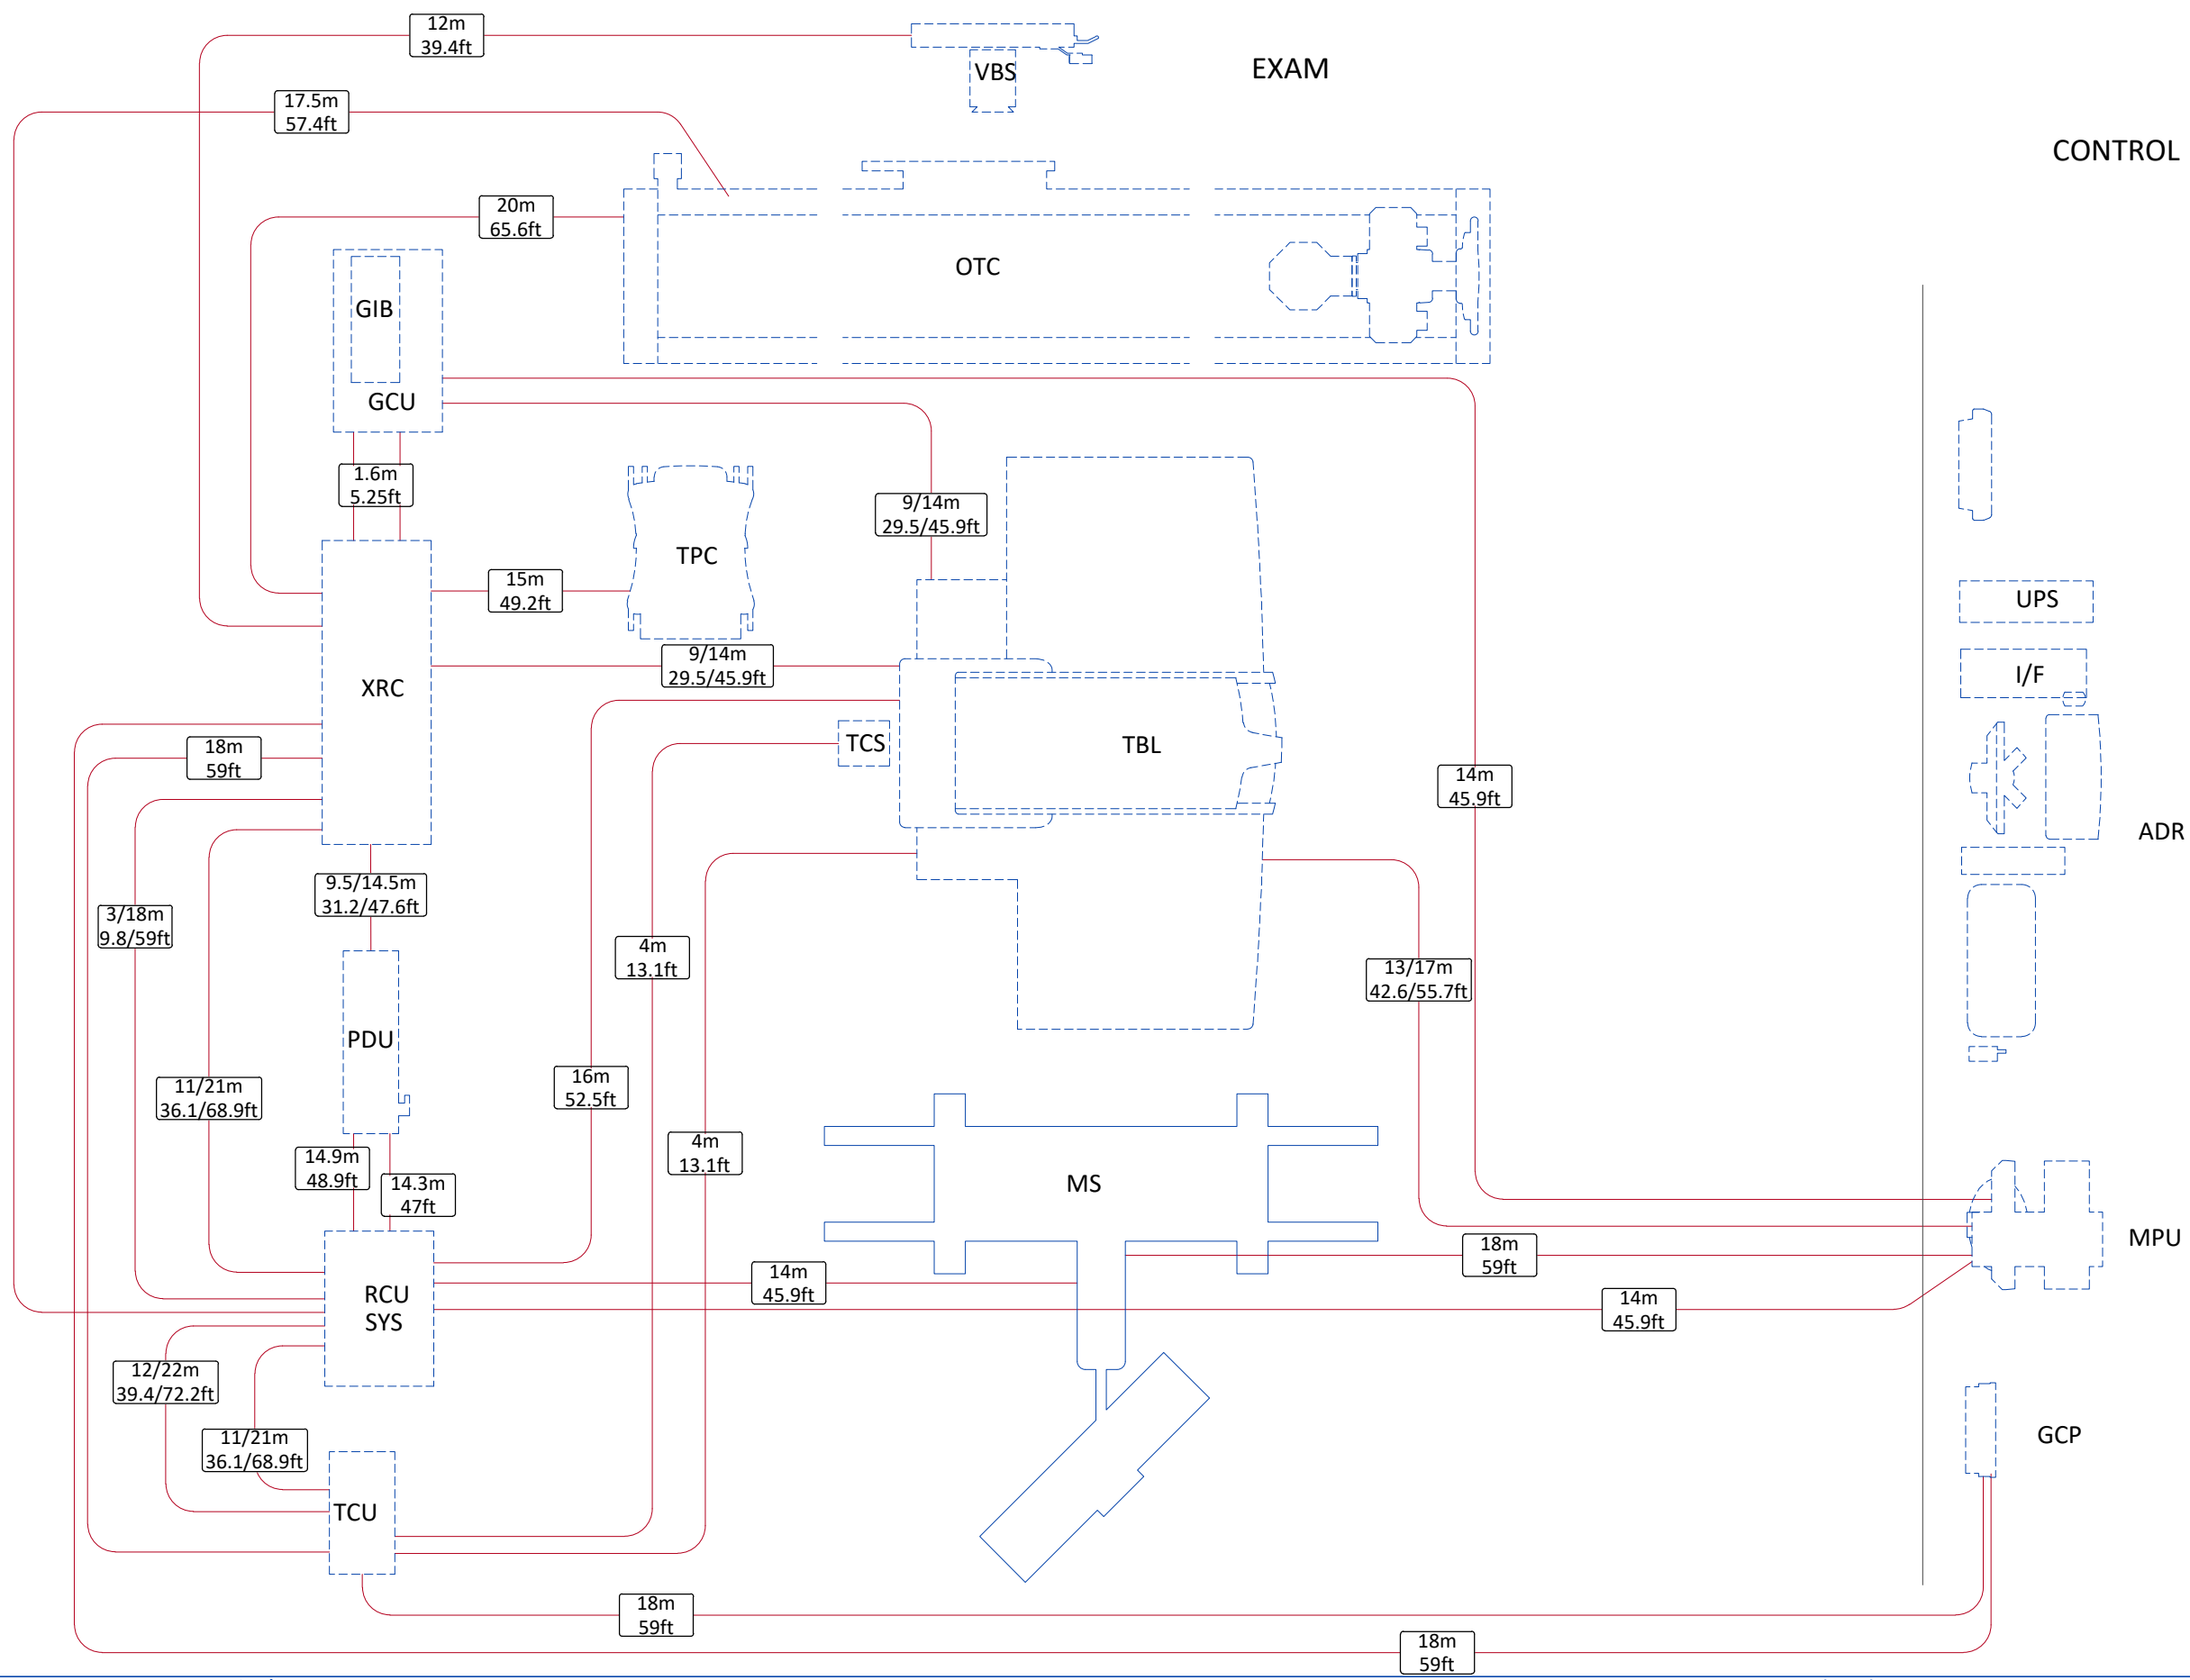 12m
39.4ft
VBS
EXAM
17.5m
57.4ft
CONTROL
20m
65.6ft
OTC
GIB
GCU
1.6m
5.25ft
9/14m
29.5/45.9ft
TPC
15m
49.2ft
UPS
9/14m
29.5/45.9ft
I/F
XRC
TCS
TBL
18m
59ft
14m
45.9ft
ADR
9.5/14.5m
31.2/47.6ft
3/18m
9.8/59ft
4m
13.1ft
13/17m
42.6/55.7ft
PDU
11/21m
36.1/68.9ft
16m
52.5ft
4m
13.1ft
14.9m
48.9ft
14.3m
47ft
MS
MPU
18m
59ft
14m
45.9ft
RCU
SYS
14m
45.9ft
12/22m
39.4/72.2ft
11/21m
36.1/68.9ft
GCP
TCU
18m
59ft
18m
59ft